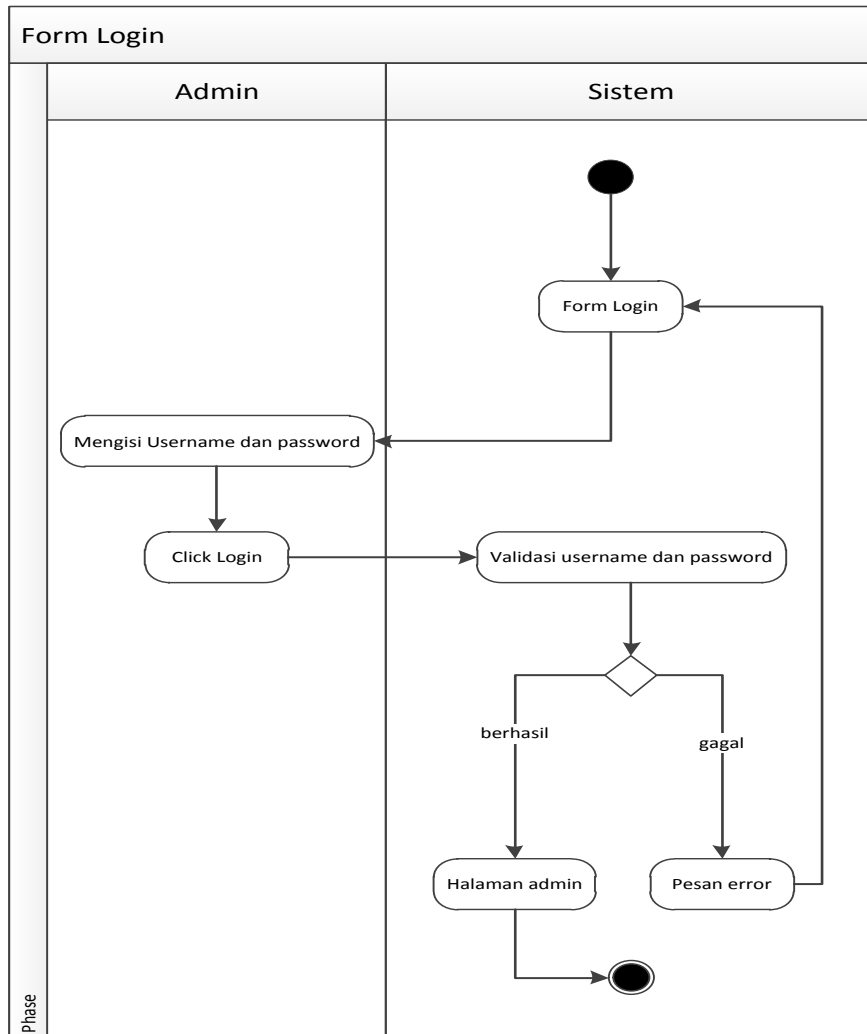 Form Login
Admin
Sistem
Form Login
Mengisi Username dan password
Click Login
Validasi username dan password
berhasil
gagal
Halaman admin
Pesan error
Phase